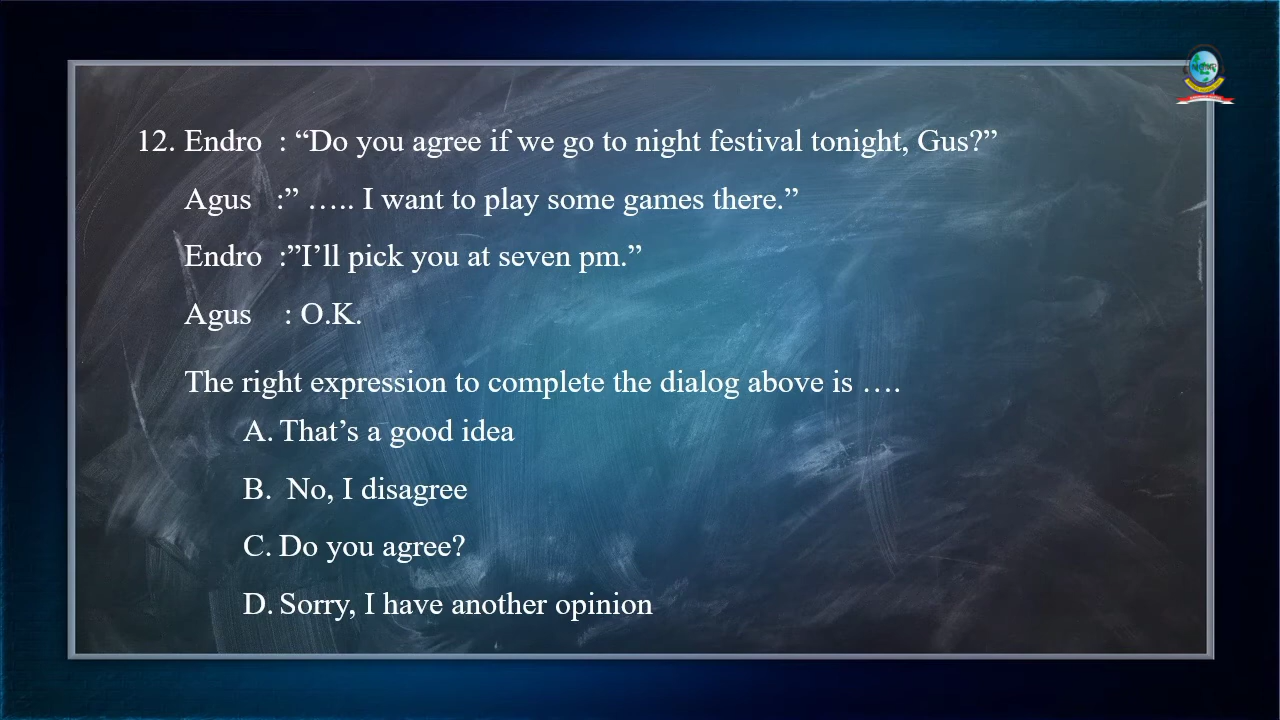 12. Endro : “Do you agree if we go to night festival tonight, Gus?”
Agus :” ….. I want to play some games there.”
Endro :”I’ll pick you at seven pm.”
Agus : O.K.
The right expression to complete the dialog above is ….
A. That’s a good idea
B. No, I disagree
C. Do you agree?
D. Sorry, I have another opinion